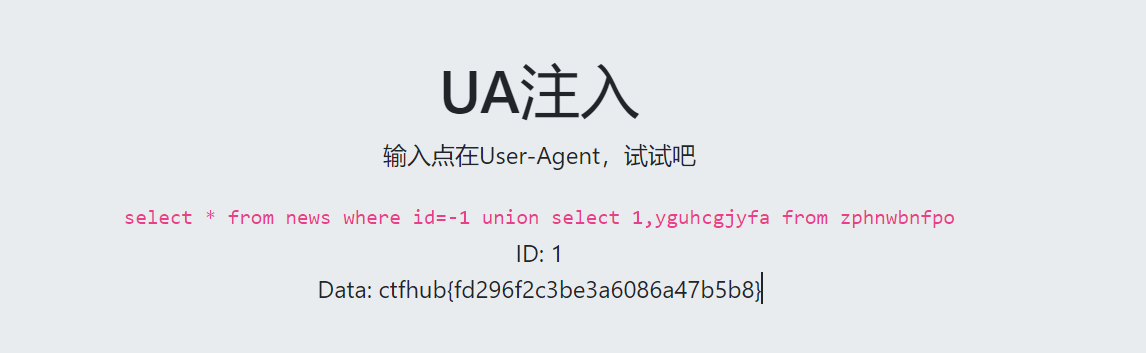 UA注入
输入点在User-Agent，试试吧
select * from news where id=-1 union select 1,yguhcgjyfa from zphnwbnfpo
ID: 1
Data: ctfhub{fd296f2c3be3a6086a47b5b8}